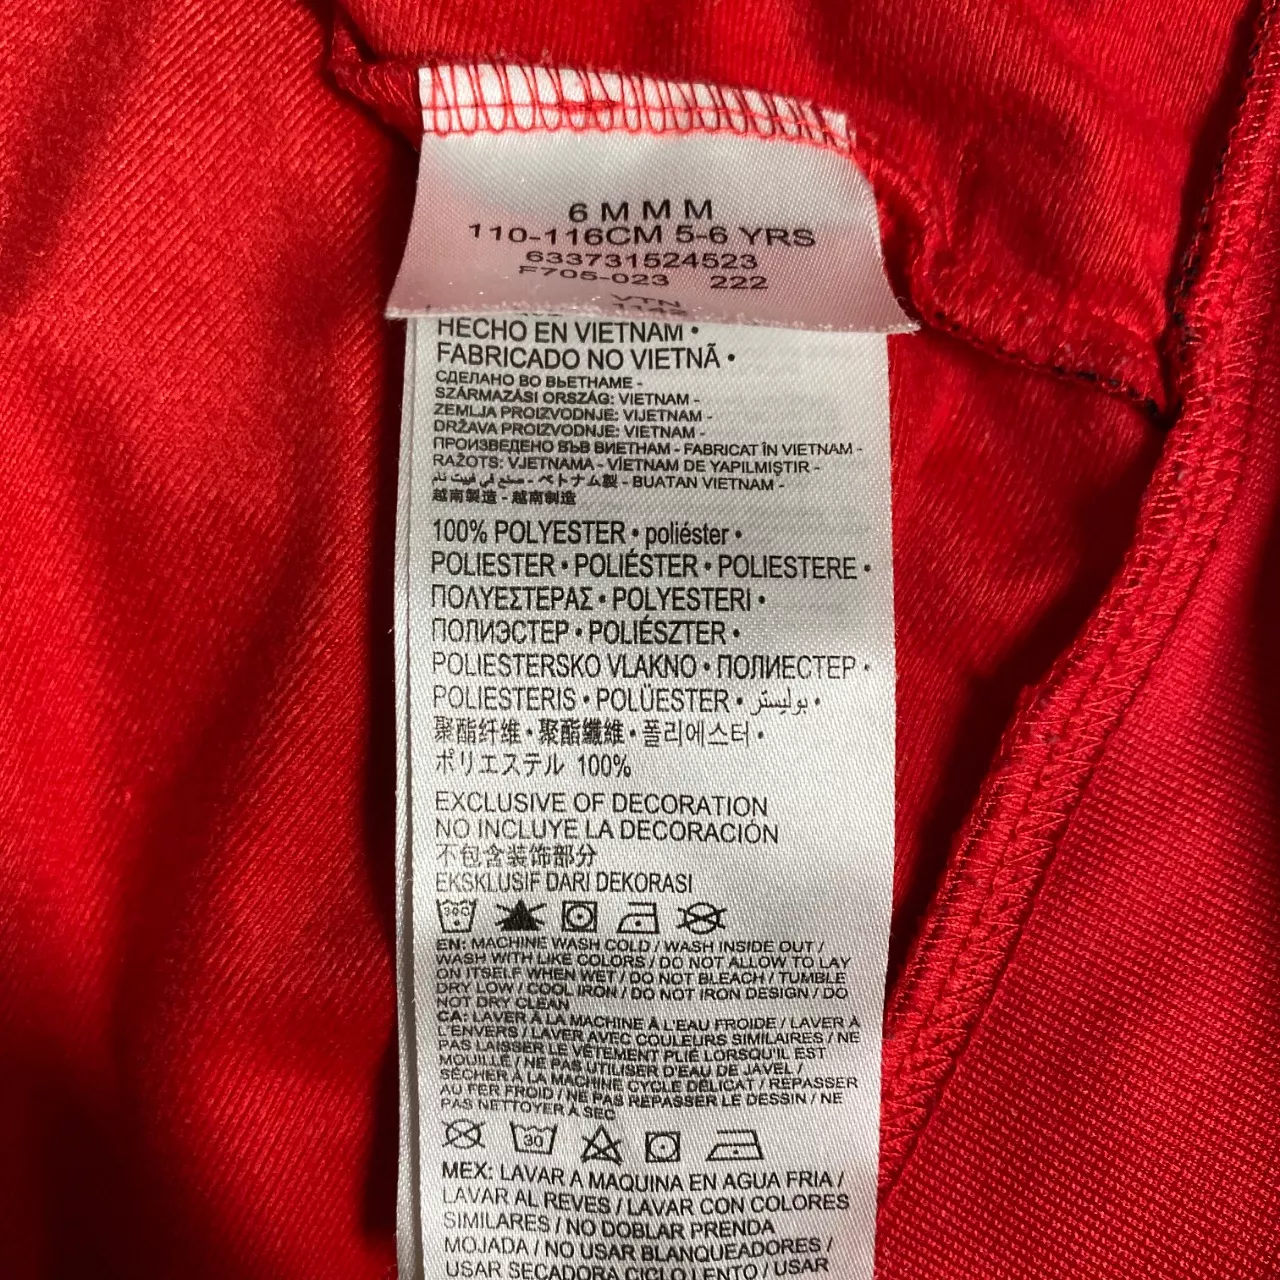 6 M M M
110-116CM 5-6 YRS
633731524523
F705-023 222
VTN
HECHO EN VIETNAM •
FABRICADO NO VIETNÃ •
СДЕЛАНО ВО ВЬЕТНАМЕ -
SZÁRMAZÁSI ORSZÁG: VIETNAM -
ZEMLJA PROIZVODNJE: VIJETNAM -
DRŽAVA PROIZVODNJE: VIETNAM -
ПРОИЗВЕДЕНО ВЪВ ВИЕТНАМ - FABRICAT ÎN VIETNAM -
RAŽOTS: VJETNAMA - VİETNAM DE YAPILMIŞTIR -
صنع في فيت نام - ベトナム製 - BUATAN VIETNAM -
越南製造 - 越南制造
100% POLYESTER • poliéster •
POLIESTER • POLIÉSTER • POLIESTERE •
ΠΟΛΥΕΣΤΕΡΑΣ • POLYESTERI •
ПОЛИЭСТЕР • POLIÉSZTER •
POLIESTERSKO VLAKNO • ПОЛИЕСТЕР •
POLIESTERIS • POLÜESTER • بوليستر •
聚酯纤维 • 聚酯纖維 • 폴리에스터 •
ポリエステル 100%
EXCLUSIVE OF DECORATION
NO INCLUYE LA DECORACIÓN
不包含装饰部分
EKSKLUSIF DARI DEKORASI
30C
EN: MACHINE WASH COLD / WASH INSIDE OUT /
WASH WITH LIKE COLORS / DO NOT ALLOW TO LAY
ON ITSELF WHEN WET / DO NOT BLEACH / TUMBLE
DRY LOW / COOL IRON / DO NOT IRON DESIGN / DO
NOT DRY CLEAN
CA: LAVER À LA MACHINE À L'EAU FROIDE / LAVER À
L'ENVERS / LAVER AVEC COULEURS SIMILAIRES / NE
PAS LAISSER LE VÊTEMENT PLIÉ LORSQU'IL EST
MOUILLÉ / NE PAS UTILISER D'EAU DE JAVEL /
SÉCHER À LA MACHINE CYCLE DÉLICAT / REPASSER
AU FER FROID / NE PAS REPASSER LE DESSIN / NE
PAS NETTOYER À SEC
30
MEX: LAVAR A MAQUINA EN AGUA FRIA /
LAVAR AL REVES / LAVAR CON COLORES
SIMILARES / NO DOBLAR PRENDA
MOJADA / NO USAR BLANQUEADORES /
USAR SECADORA CICLO LENTO / USAR